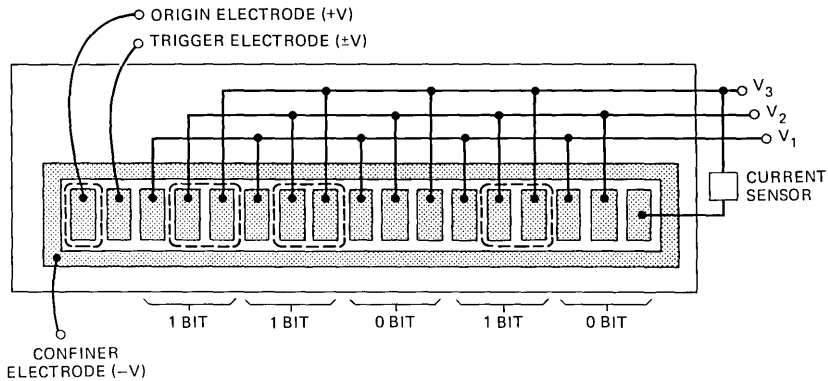 ORIGIN ELECTRODE (+V)
TRIGGER ELECTRODE (±V)
V3
V2
V1
CURRENT
SENSOR
1 BIT
1 BIT
0 BIT
1 BIT
0 BIT
CONFINER
ELECTRODE (−V)